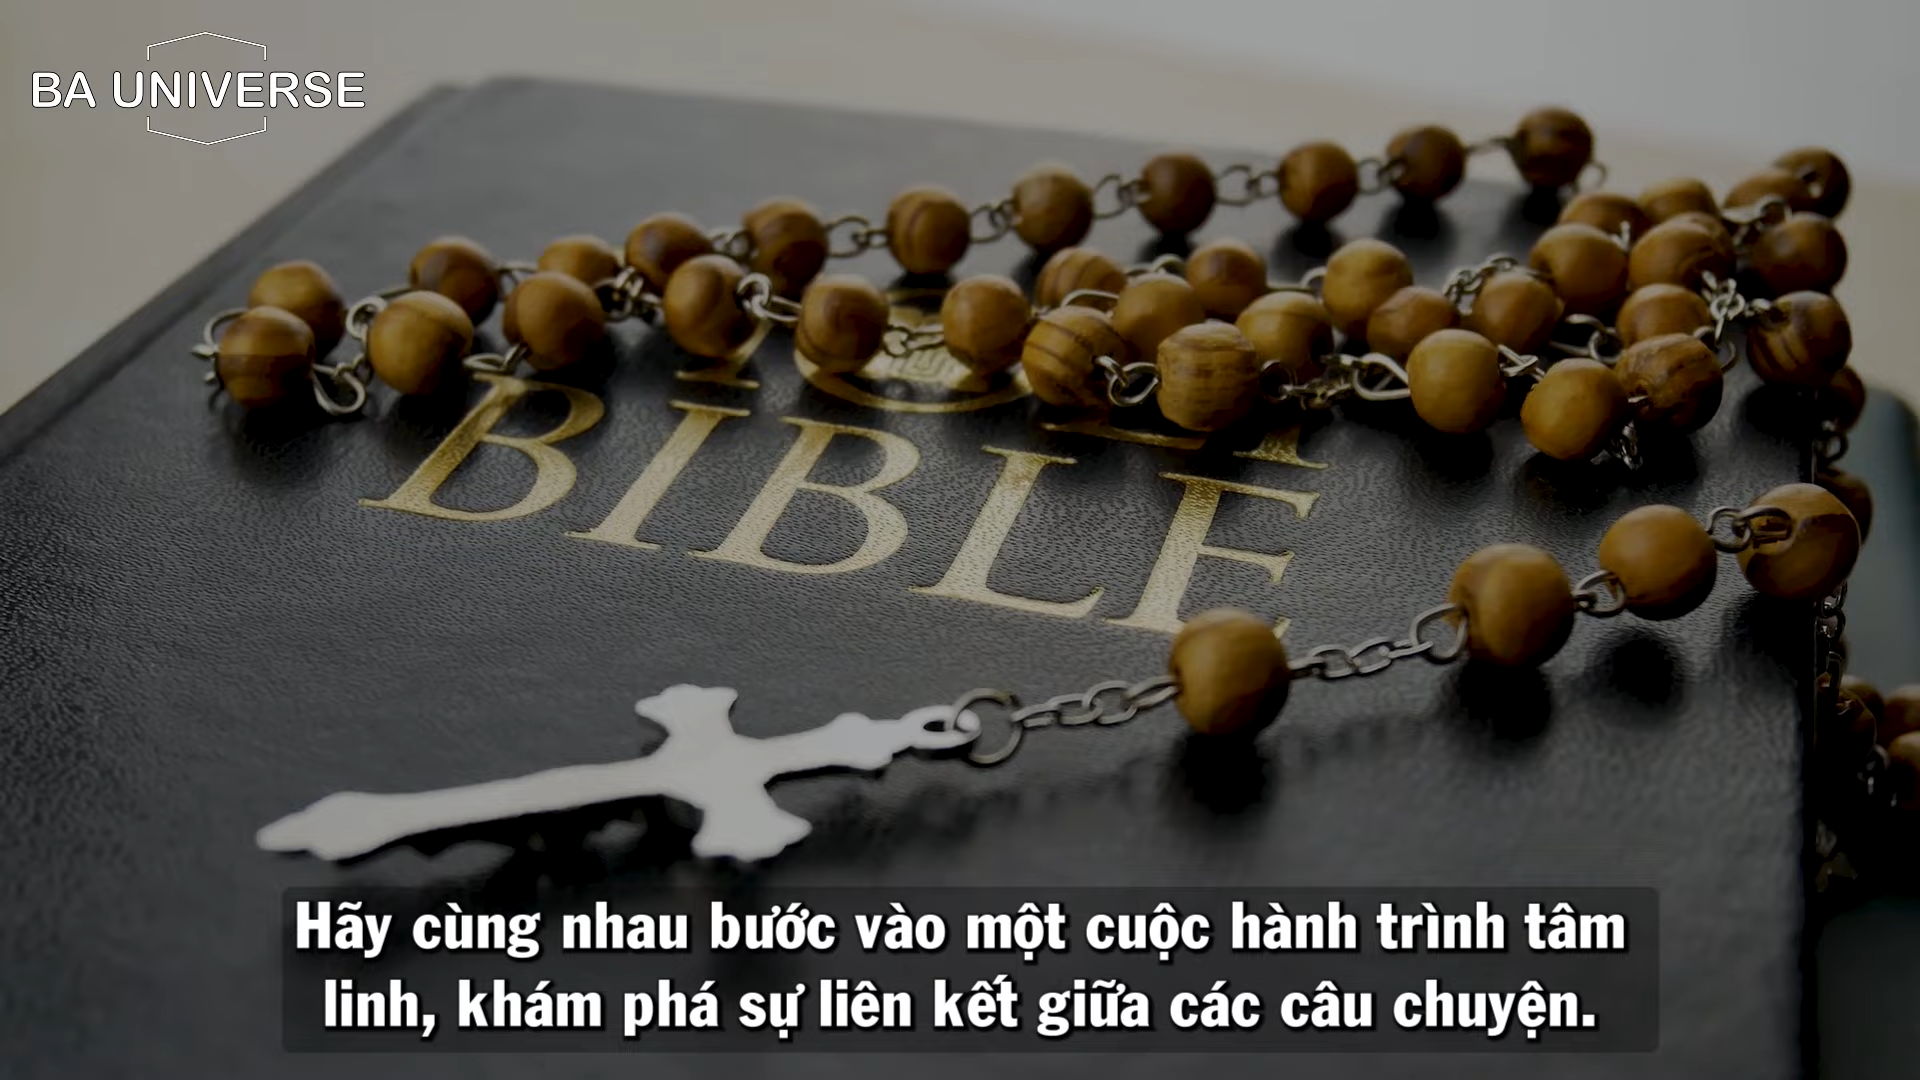 BA UNIVERSE
BIBLE
Hãy cùng nhau bước vào một cuộc hành trình tâm
linh, khám phá sự liên kết giữa các câu chuyện.